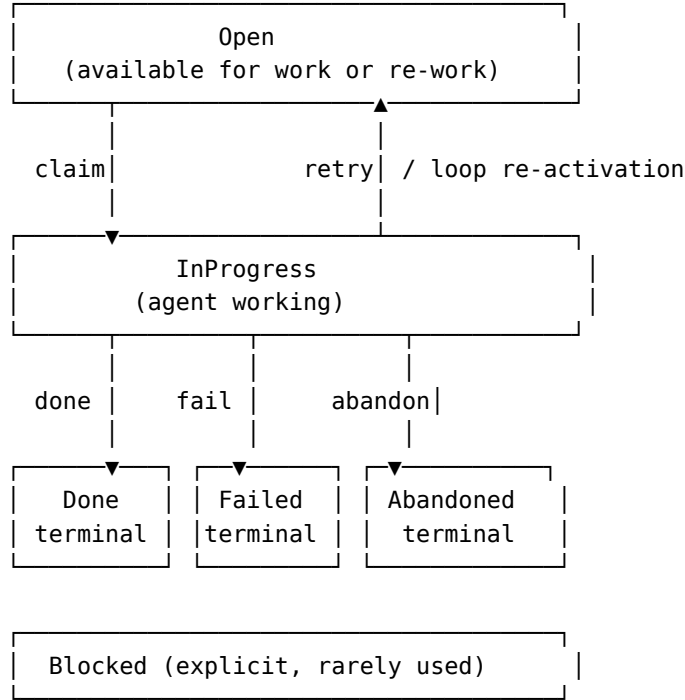 Open
(available for work or re-work)
claim retry / loop re-activation
InProgress
(agent working)
done fail abandon
Done Failed Abandoned
terminal terminal terminal
Blocked (explicit, rarely used)